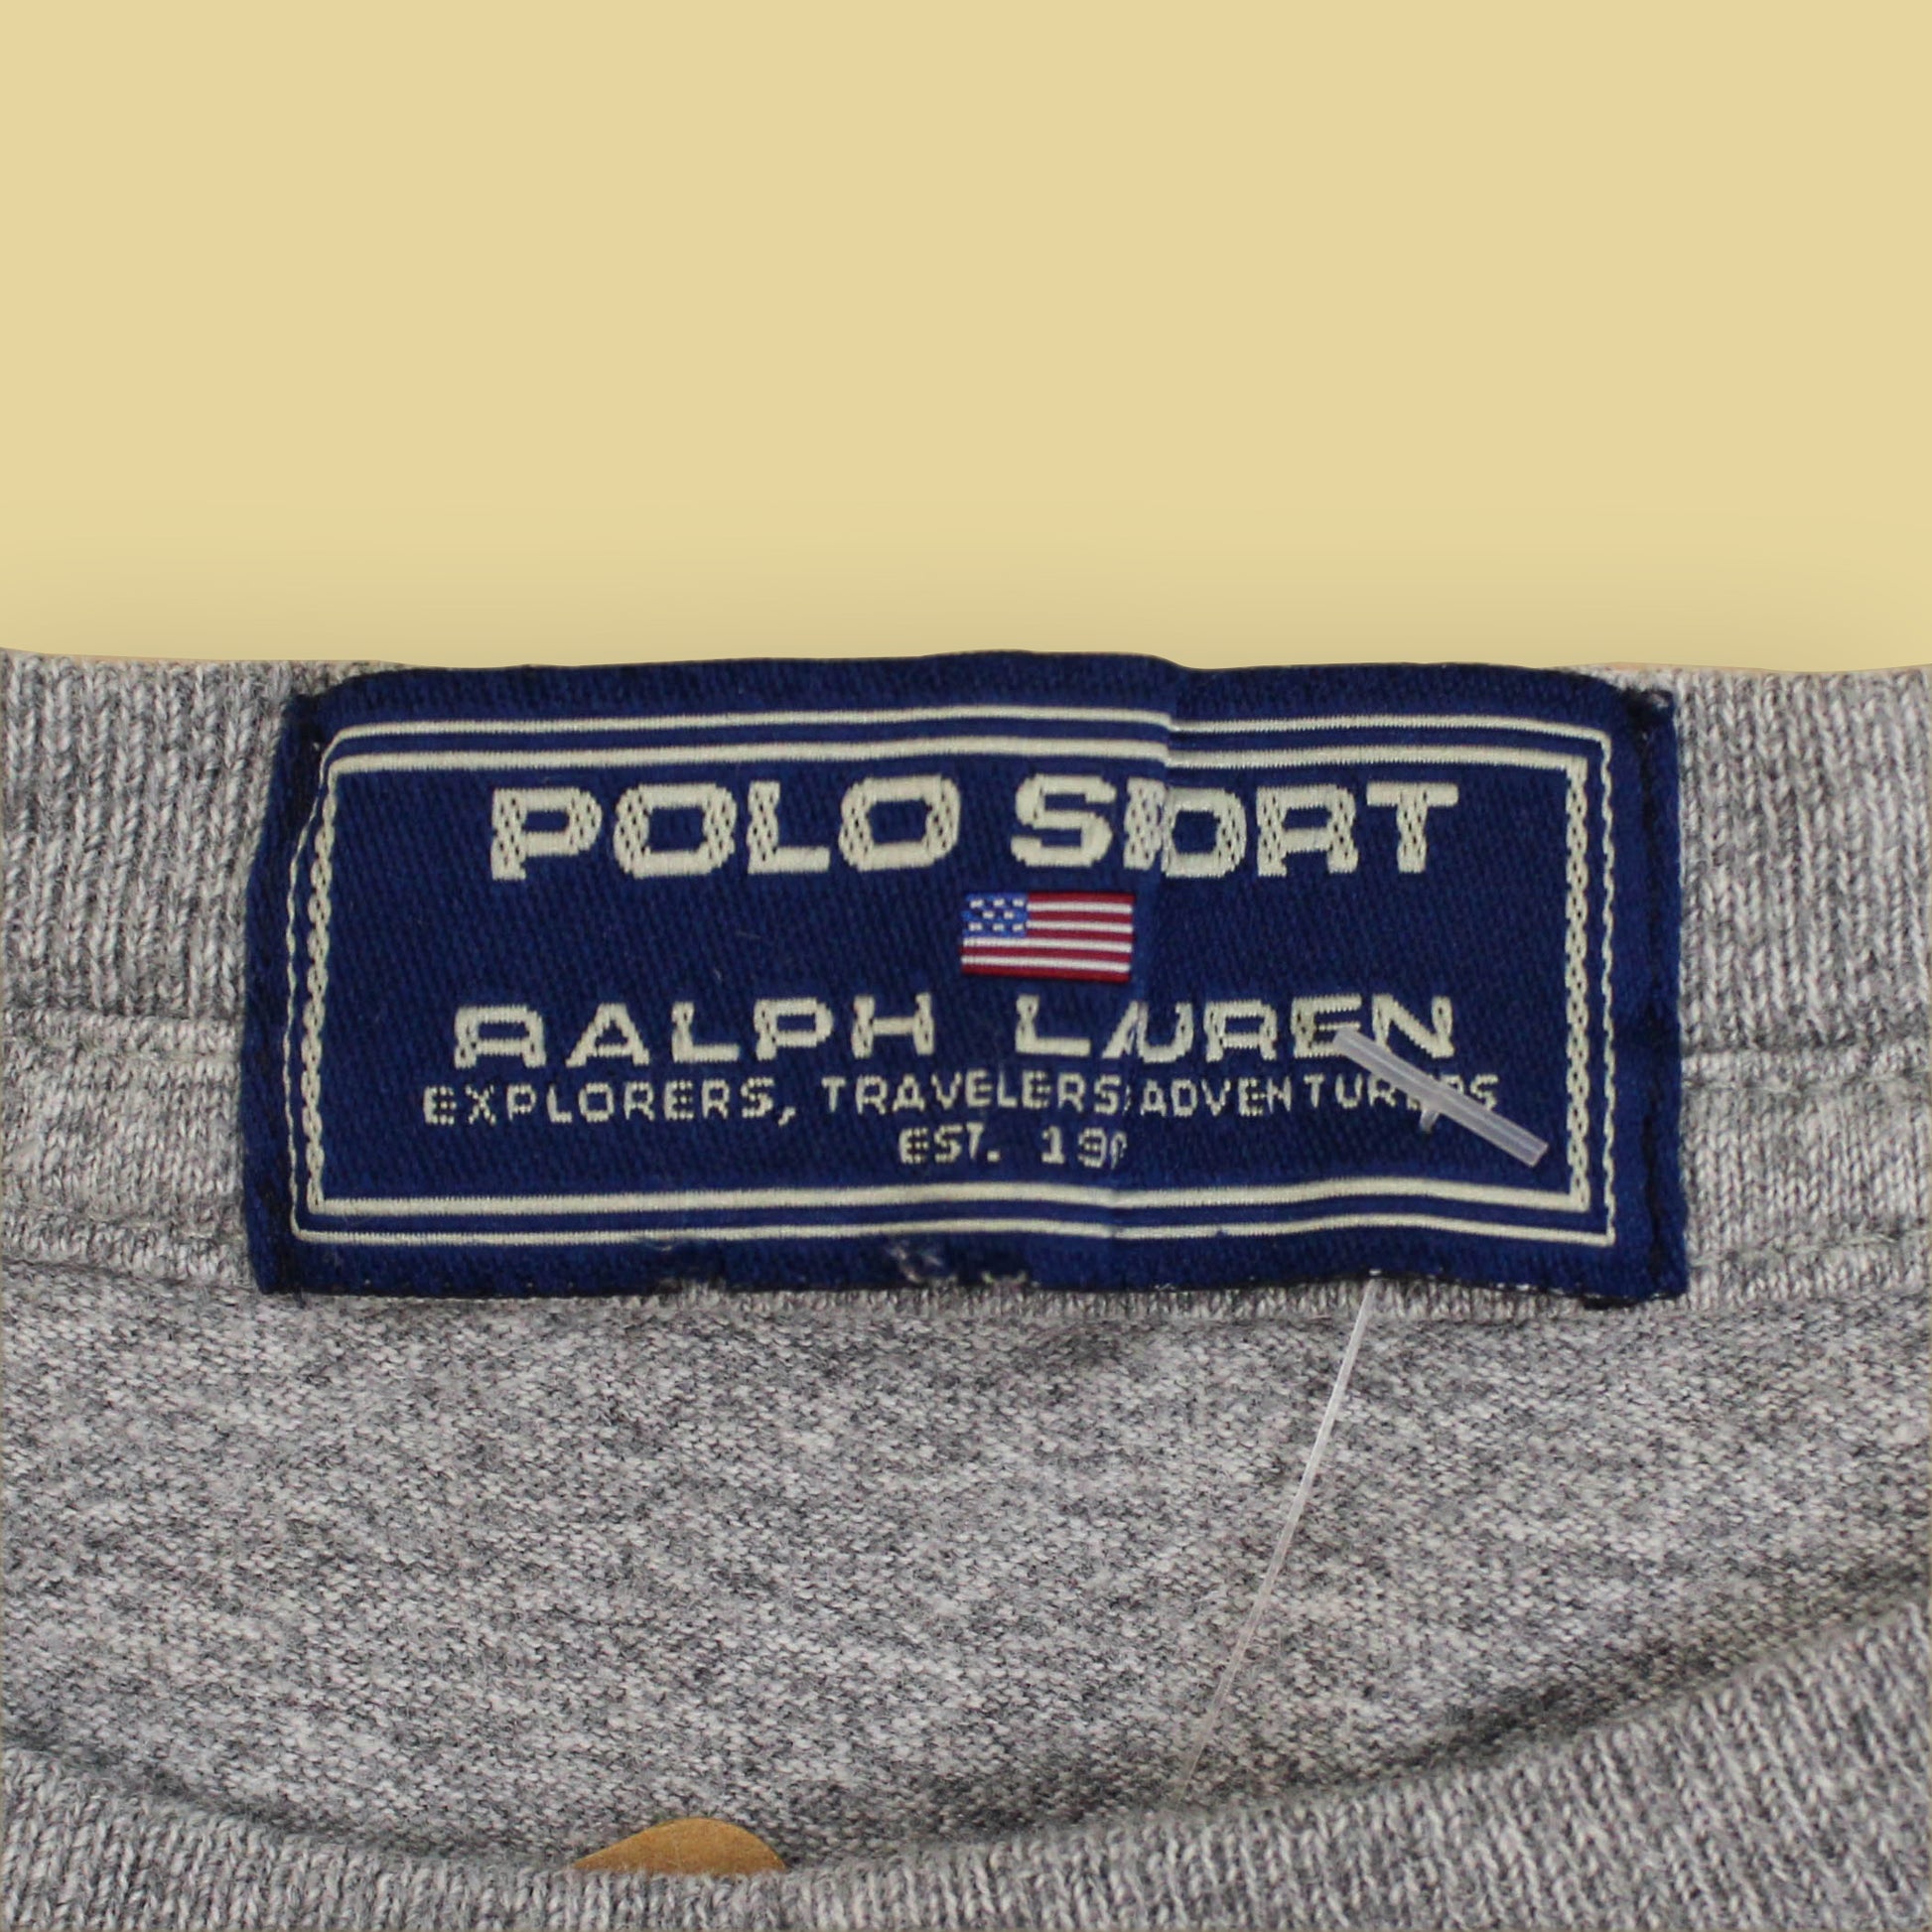 POLO SPORT
RALPH LAUREN
EXPLORERS, TRAVELERS, ADVENTURERS
EST.